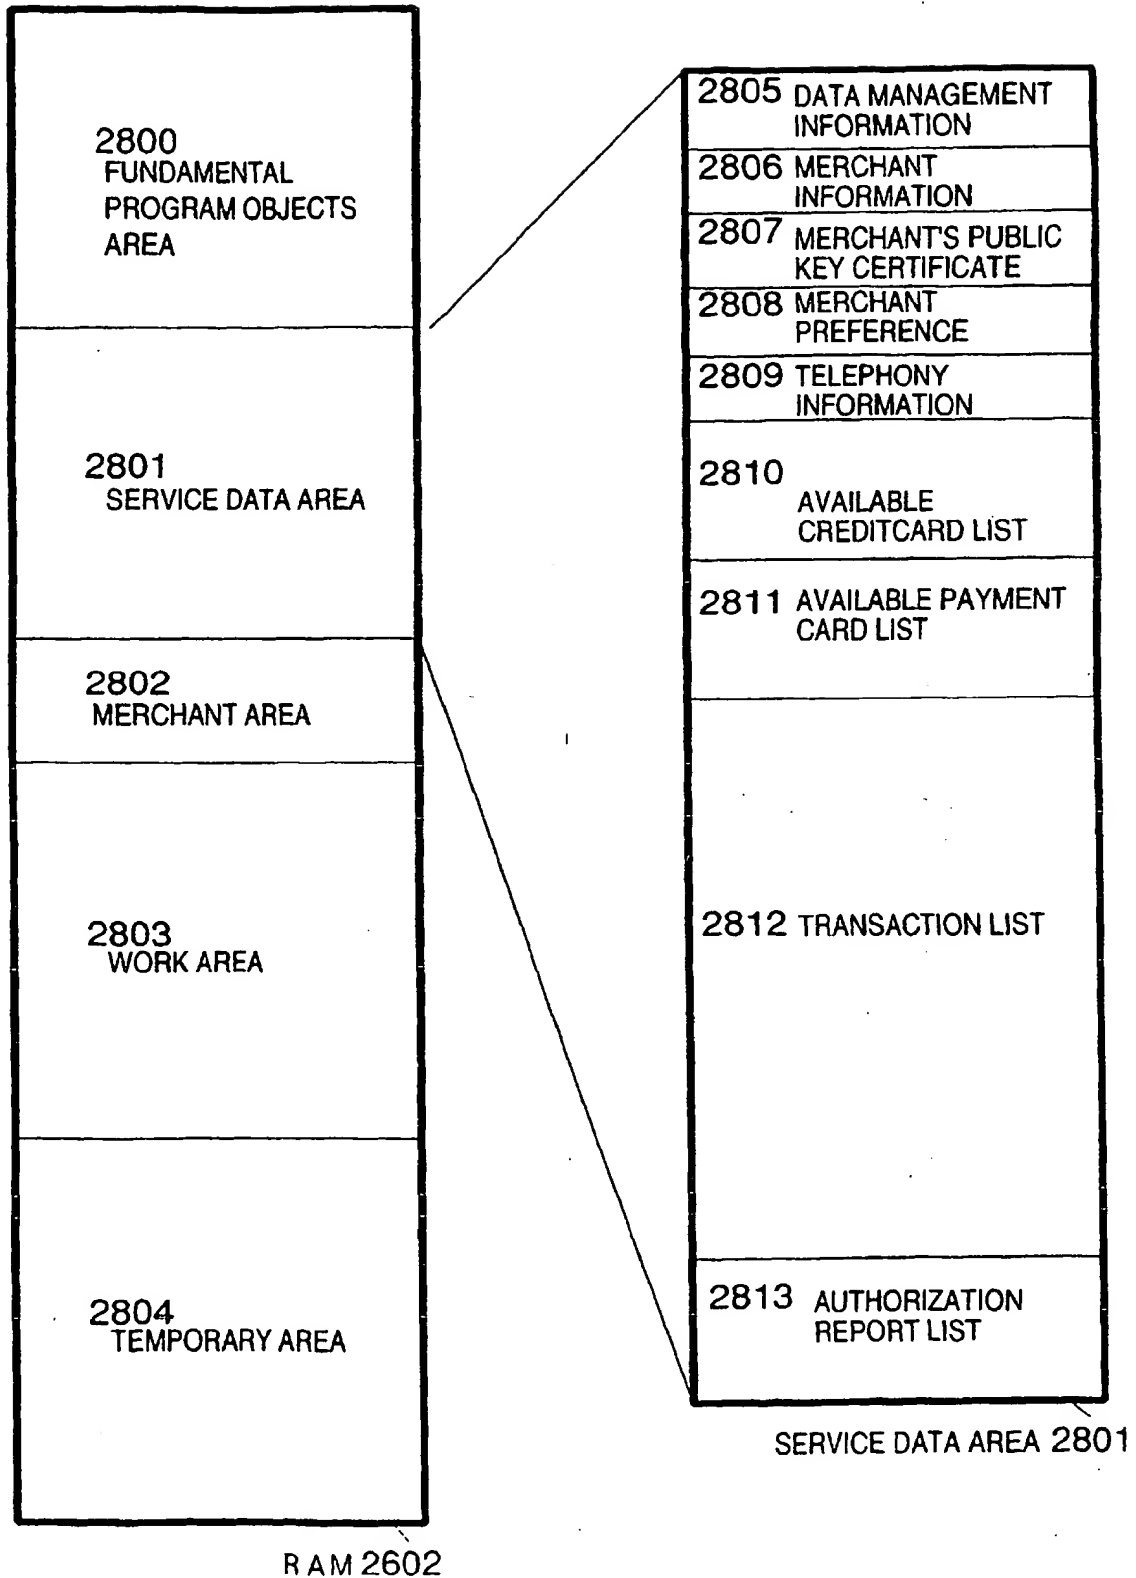 2800
FUNDAMENTAL
PROGRAM OBJECTS
AREA
2801
SERVICE DATA AREA
2802
MERCHANT AREA
2803
WORK AREA
2804
TEMPORARY AREA
RAM 2602
2805 DATA MANAGEMENT
INFORMATION
2806 MERCHANT
INFORMATION
2807 MERCHANT'S PUBLIC
KEY CERTIFICATE
2808 MERCHANT
PREFERENCE
2809 TELEPHONY
INFORMATION
2810
AVAILABLE
CREDITCARD LIST
2811 AVAILABLE PAYMENT
CARD LIST
2812 TRANSACTION LIST
2813 AUTHORIZATION
REPORT LIST
SERVICE DATA AREA 2801